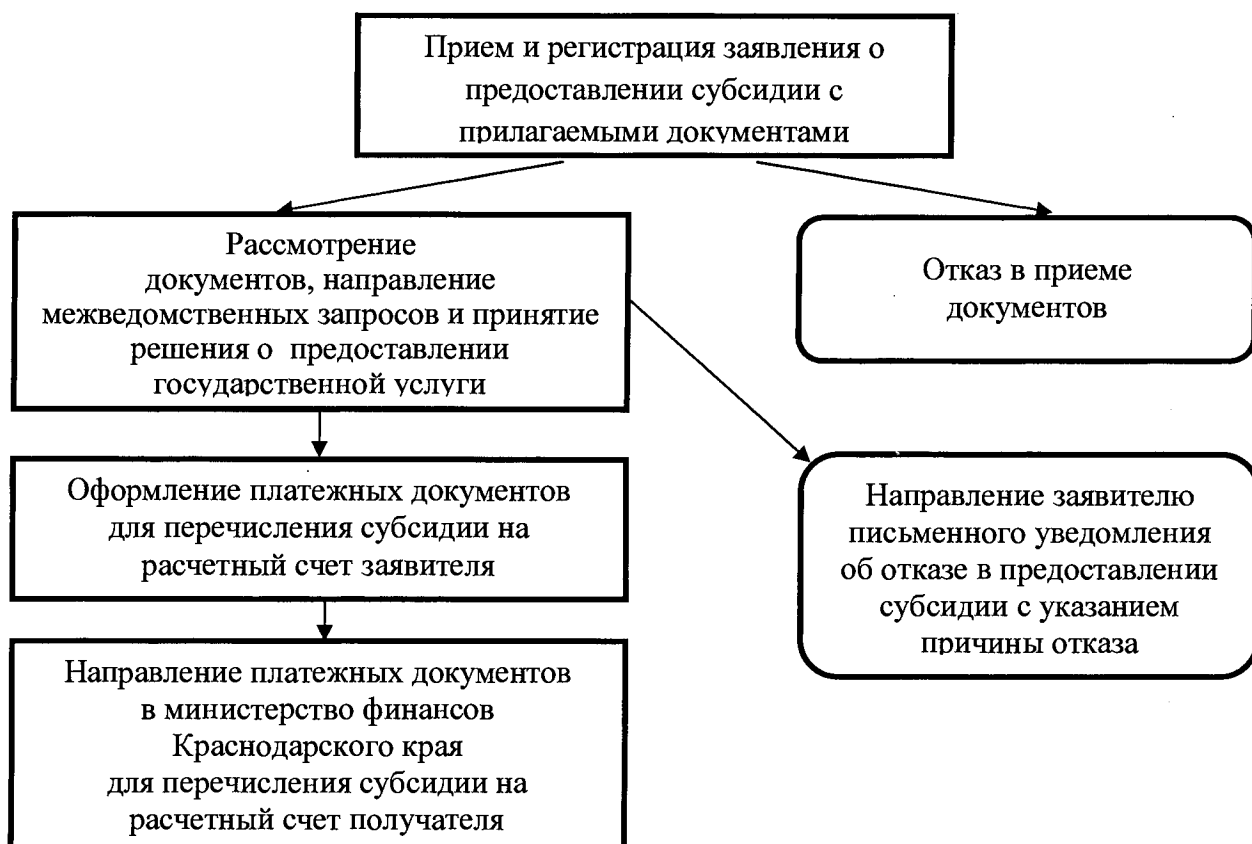 Прием и регистрация заявления о
предоставлении субсидии с
прилагаемыми документами
Рассмотрение
документов, направление
межведомственных запросов и принятие
решения о предоставлении
государственной услуги
Отказ в приеме
документов
Оформление платежных документов
для перечисления субсидии на
расчетный счет заявителя
Направление заявителю
письменного уведомления
об отказе в предоставлении
субсидии с указанием
причины отказа
Направление платежных документов
в министерство финансов
Краснодарского края
для перечисления субсидии на
расчетный счет получателя